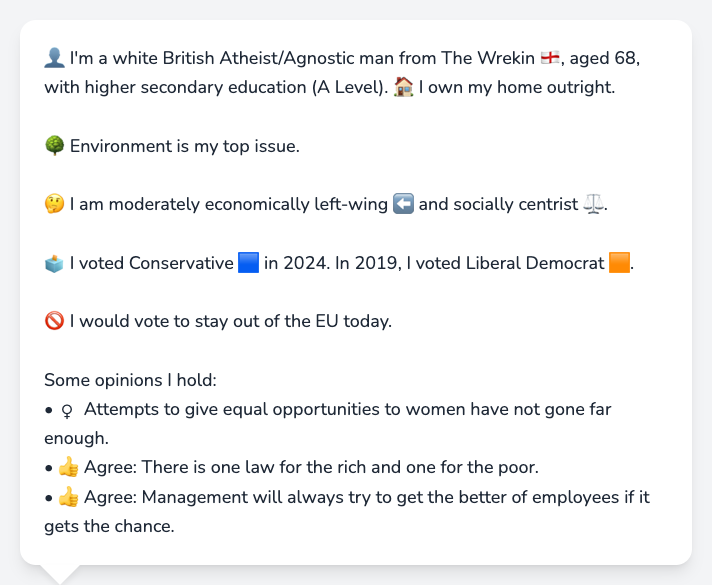 👤 I'm a white British Atheist/Agnostic man from The Wrekin 🏴󠁧󠁢󠁥󠁮󠁧󠁿, aged 68,
with higher secondary education (A Level). 🏠 I own my home outright.
🌳 Environment is my top issue.
🤔 I am moderately economically left-wing ⬅️ and socially centrist ⚖️.
🗳️ I voted Conservative 🟦 in 2024. In 2019, I voted Liberal Democrat 🟧.
🚫 I would vote to stay out of the EU today.
Some opinions I hold:
• ♀ Attempts to give equal opportunities to women have not gone far
enough.
• 👍 Agree: There is one law for the rich and one for the poor.
• 👍 Agree: Management will always try to get the better of employees if it
gets the chance.